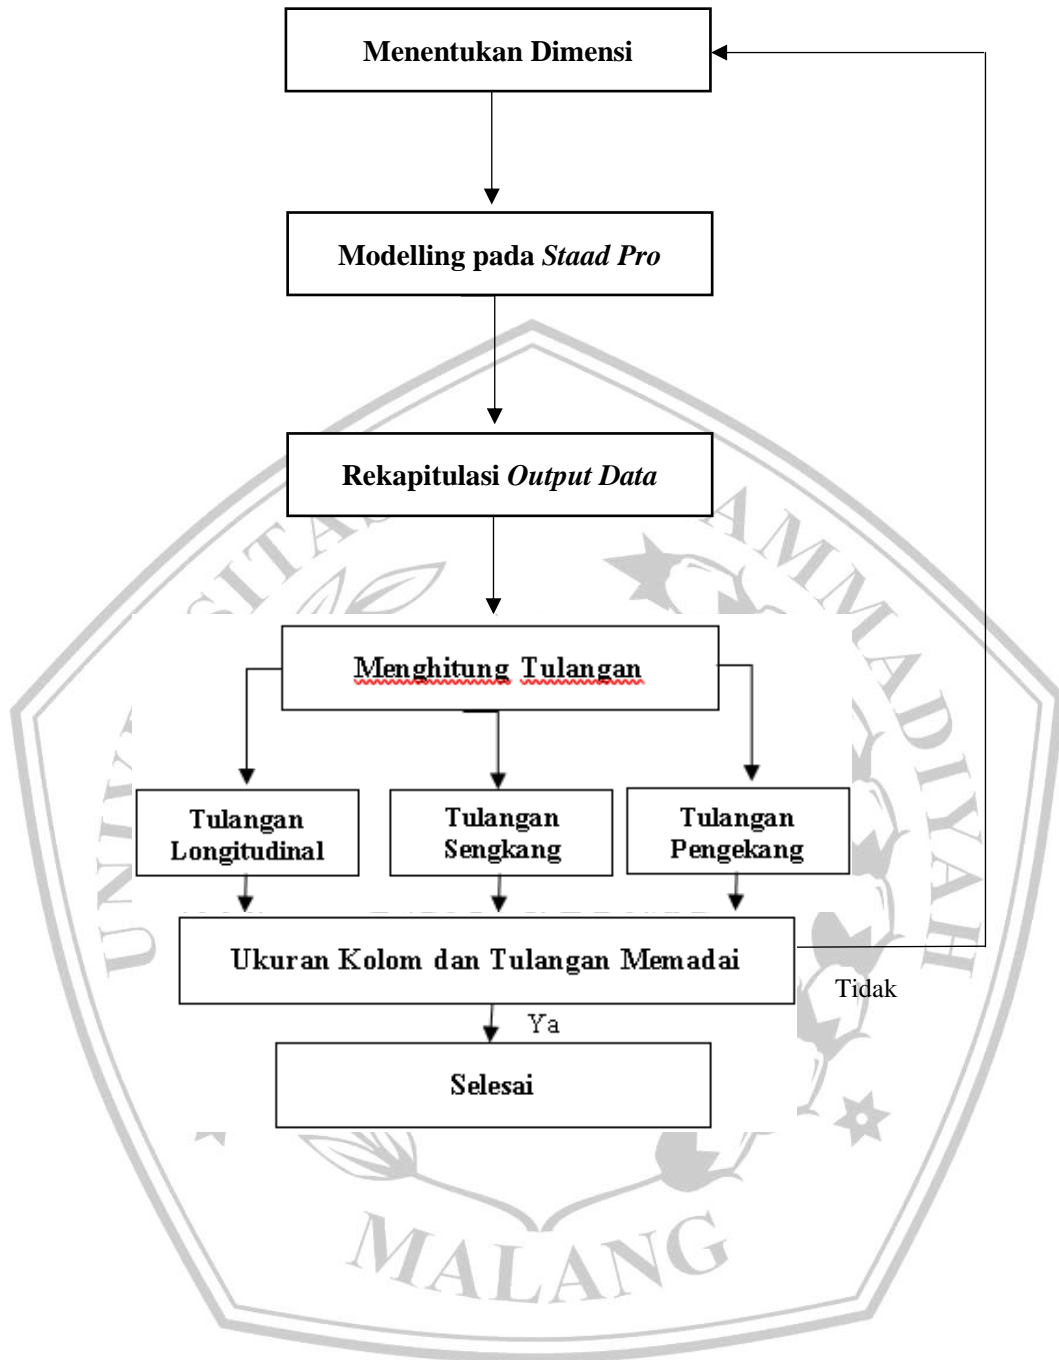 Menentukan Dimensi
Modelling pada Staad Pro
Rekapitulasi Output Data
Menghitung Tulangan
Tulangan
Longitudinal
Tulangan
Sengkang
Tulangan
Pengekang
Ukuran Kolom dan Tulangan Memadai
Tidak
Ya
Selesai
MALANG